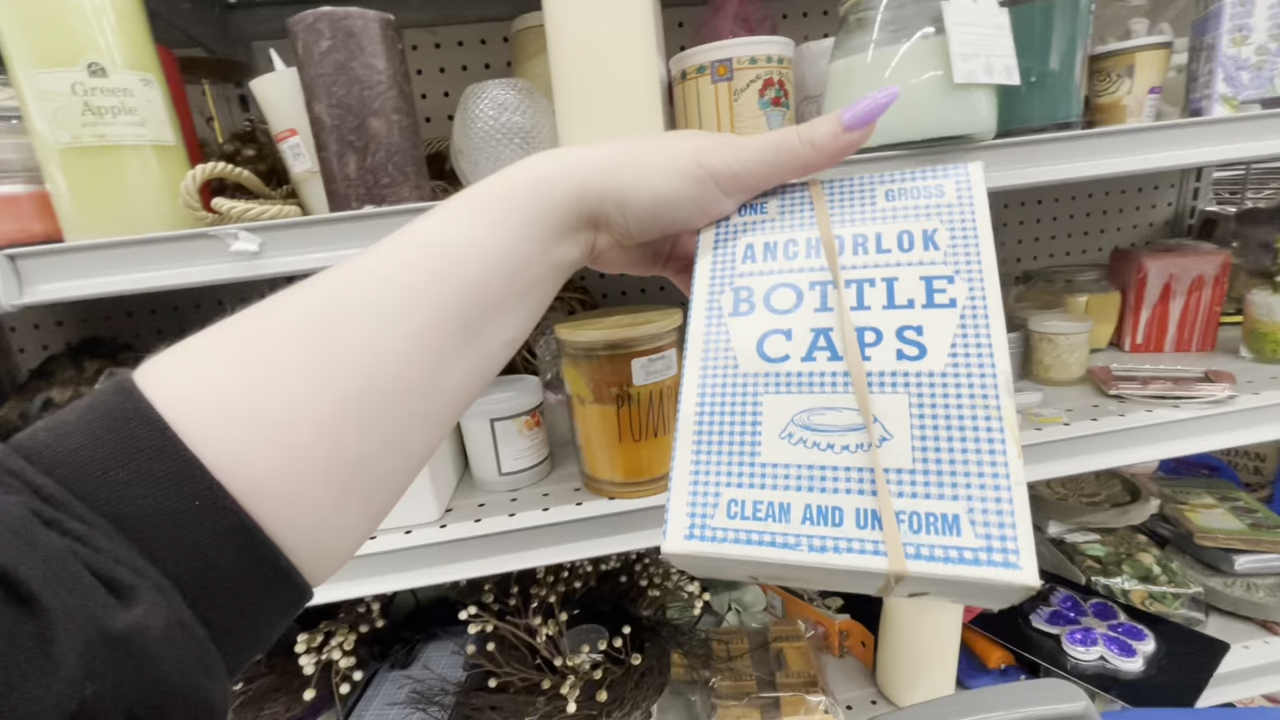 Green
Apple
ONE GROSS
ANCHORLOK
BOTTLE
CAPS
CLEAN AND UNIFORM
PUMP